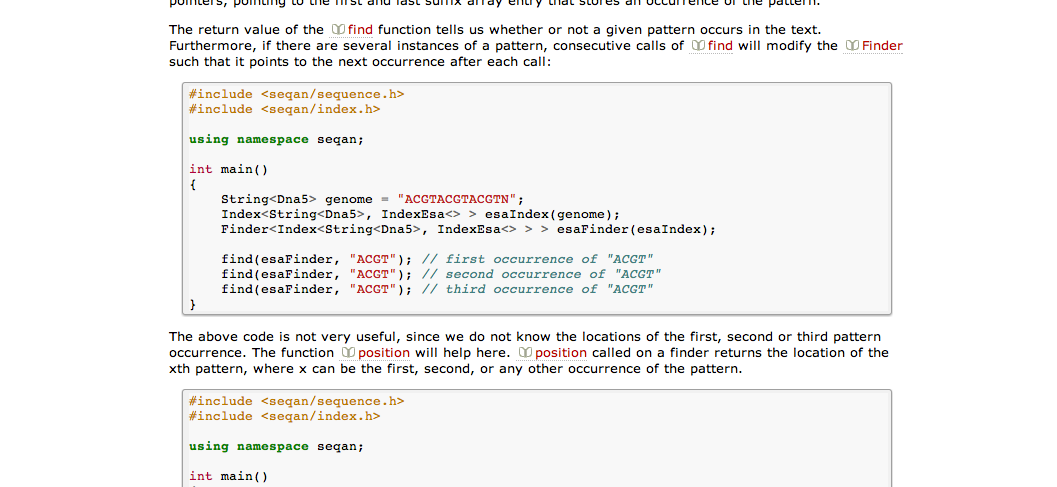 pointers, pointing to the first and last suffix array entry that stores an occurrence of the pattern.
The return value of the find function tells us whether or not a given pattern occurs in the text.
Furthermore, if there are several instances of a pattern, consecutive calls of find will modify the Finder
such that it points to the next occurrence after each call:
#include <seqan/sequence.h>
#include <seqan/index.h>
using namespace seqan;
int main()
{
    String<Dna5> genome = "ACGTACGTACGTN";
    Index<String<Dna5>, IndexEsa<> > esaIndex(genome);
    Finder<Index<String<Dna5>, IndexEsa<> > > esaFinder(esaIndex);
    find(esaFinder, "ACGT"); // first occurrence of "ACGT"
    find(esaFinder, "ACGT"); // second occurrence of "ACGT"
    find(esaFinder, "ACGT"); // third occurrence of "ACGT"
}
The above code is not very useful, since we do not know the locations of the first, second or third pattern
occurrence. The function position will help here. position called on a finder returns the location of the
xth pattern, where x can be the first, second, or any other occurrence of the pattern.
#include <seqan/sequence.h>
#include <seqan/index.h>
using namespace seqan;
int main()